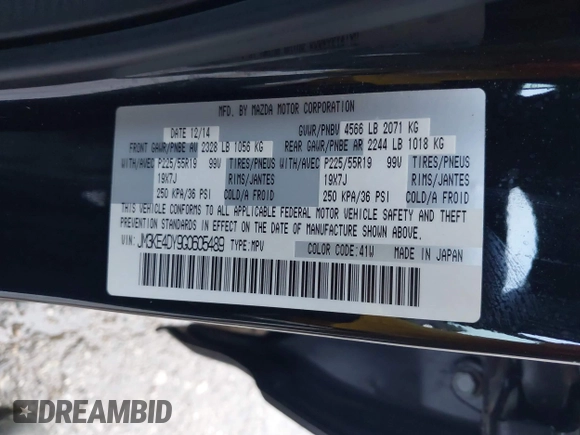 MFD. BY MAZDA MOTOR CORPORATION
DATE 12/14 GVWR/PNBV 4566 LB 2071 KG
FRONT GAWR/PNBE AV 2328 LB 1056 KG REAR GAWR/PNBE AR 2244 LB 1018 KG
WITH/AVEC P225/55R19 99V TIRES/PNEUS WITH/AVEC P225/55R19 99V TIRES/PNEUS
19X7J RIMS/JANTES 19X7J RIMS/JANTES
250 KPA/36 PSI COLD/A FROID 250 KPA/36 PSI COLD/A FROID
THIS VEHICLE CONFORMS TO ALL APPLICABLE FEDERAL MOTOR VEHICLE SAFETY AND THEFT
PREVENTION STANDARDS IN EFFECT ON THE DATE OF MANUFACTURE SHOWN ABOVE.
VIN: JM3KE4DY9G0605489 TYPE: MPV COLOR CODE: 41W MADE IN JAPAN
DREAMBID